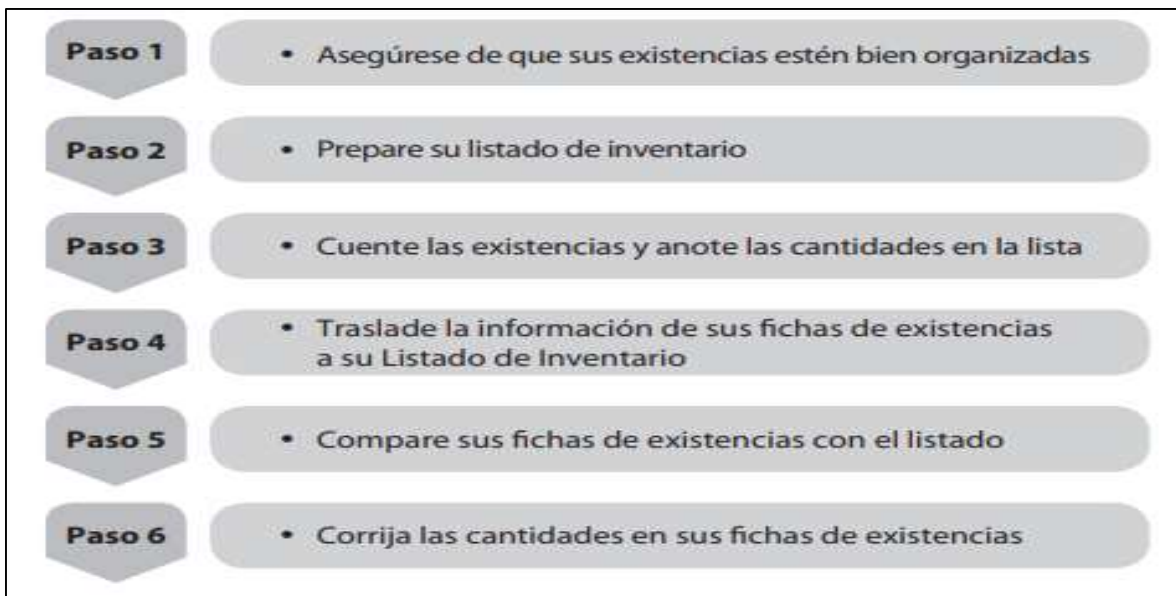 Paso 1
• Asegúrese de que sus existencias estén bien organizadas
Paso 2
• Prepare su listado de inventario
Paso 3
• Cuente las existencias y anote las cantidades en la lista
Paso 4
• Traslade la información de sus fichas de existencias
a su Listado de Inventario
Paso 5
• Compare sus fichas de existencias con el listado
Paso 6
• Corrija las cantidades en sus fichas de existencias